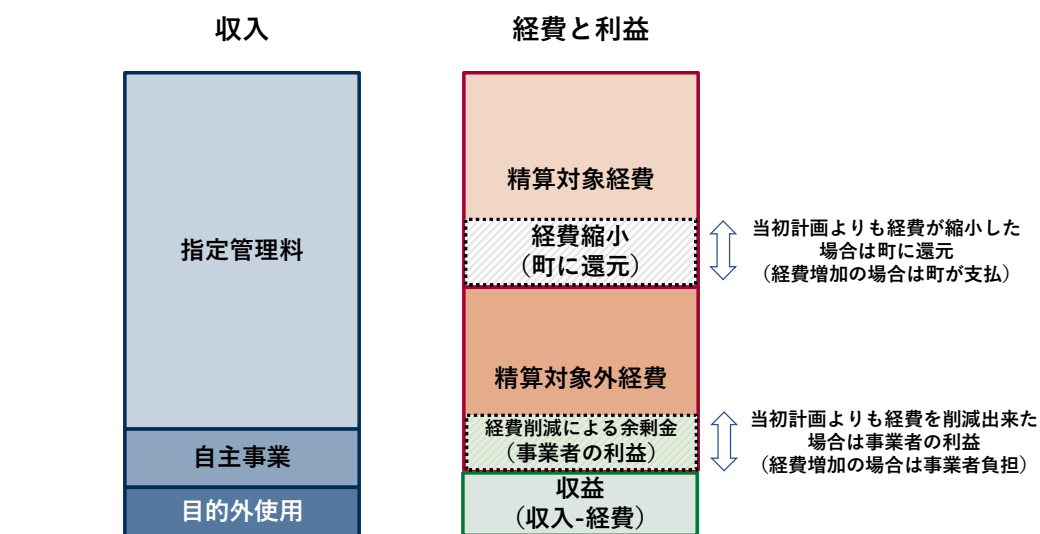 収入
経費と利益
指定管理料
自主事業
目的外使用
精算対象経費
経費縮小
（町に還元）
精算対象外経費
経費削減による余剰金
（事業者の利益）
収益
（収入-経費）
当初計画よりも経費が縮小した
場合は町に還元
（経費増加の場合は町が支払）
当初計画よりも経費を削減出来た
場合は事業者の利益
（経費増加の場合は事業者負担）